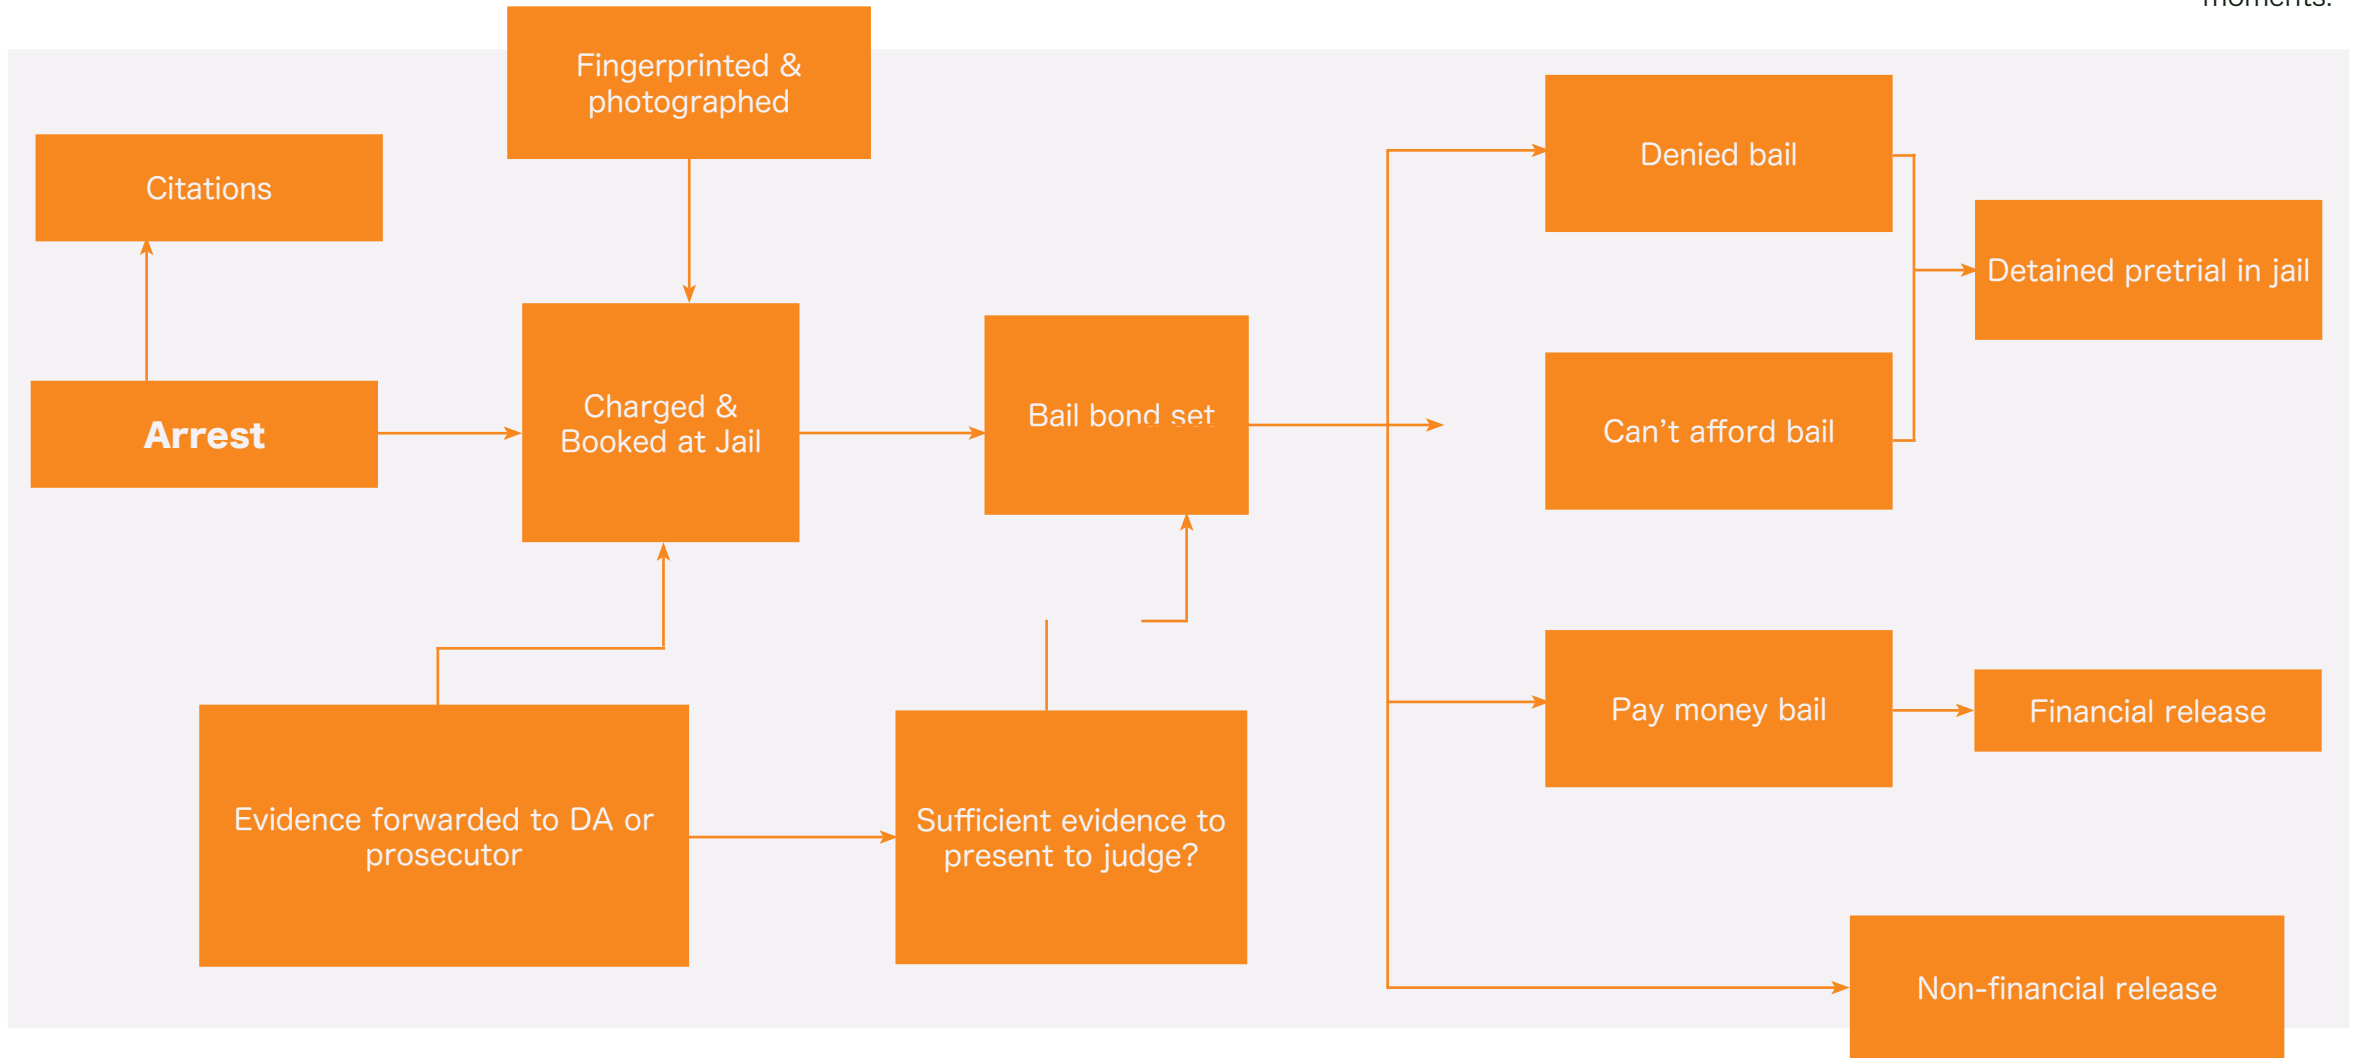 moments.
Fingerprinted &
photographed
Citations
Denied bail
Detained pretrial in jail
Arrest
Charged &
Booked at Jail
Bail bond set
Can’t afford bail
Pay money bail
Financial release
Evidence forwarded to DA or
prosecutor
Sufficient evidence to
present to judge?
Non-financial release